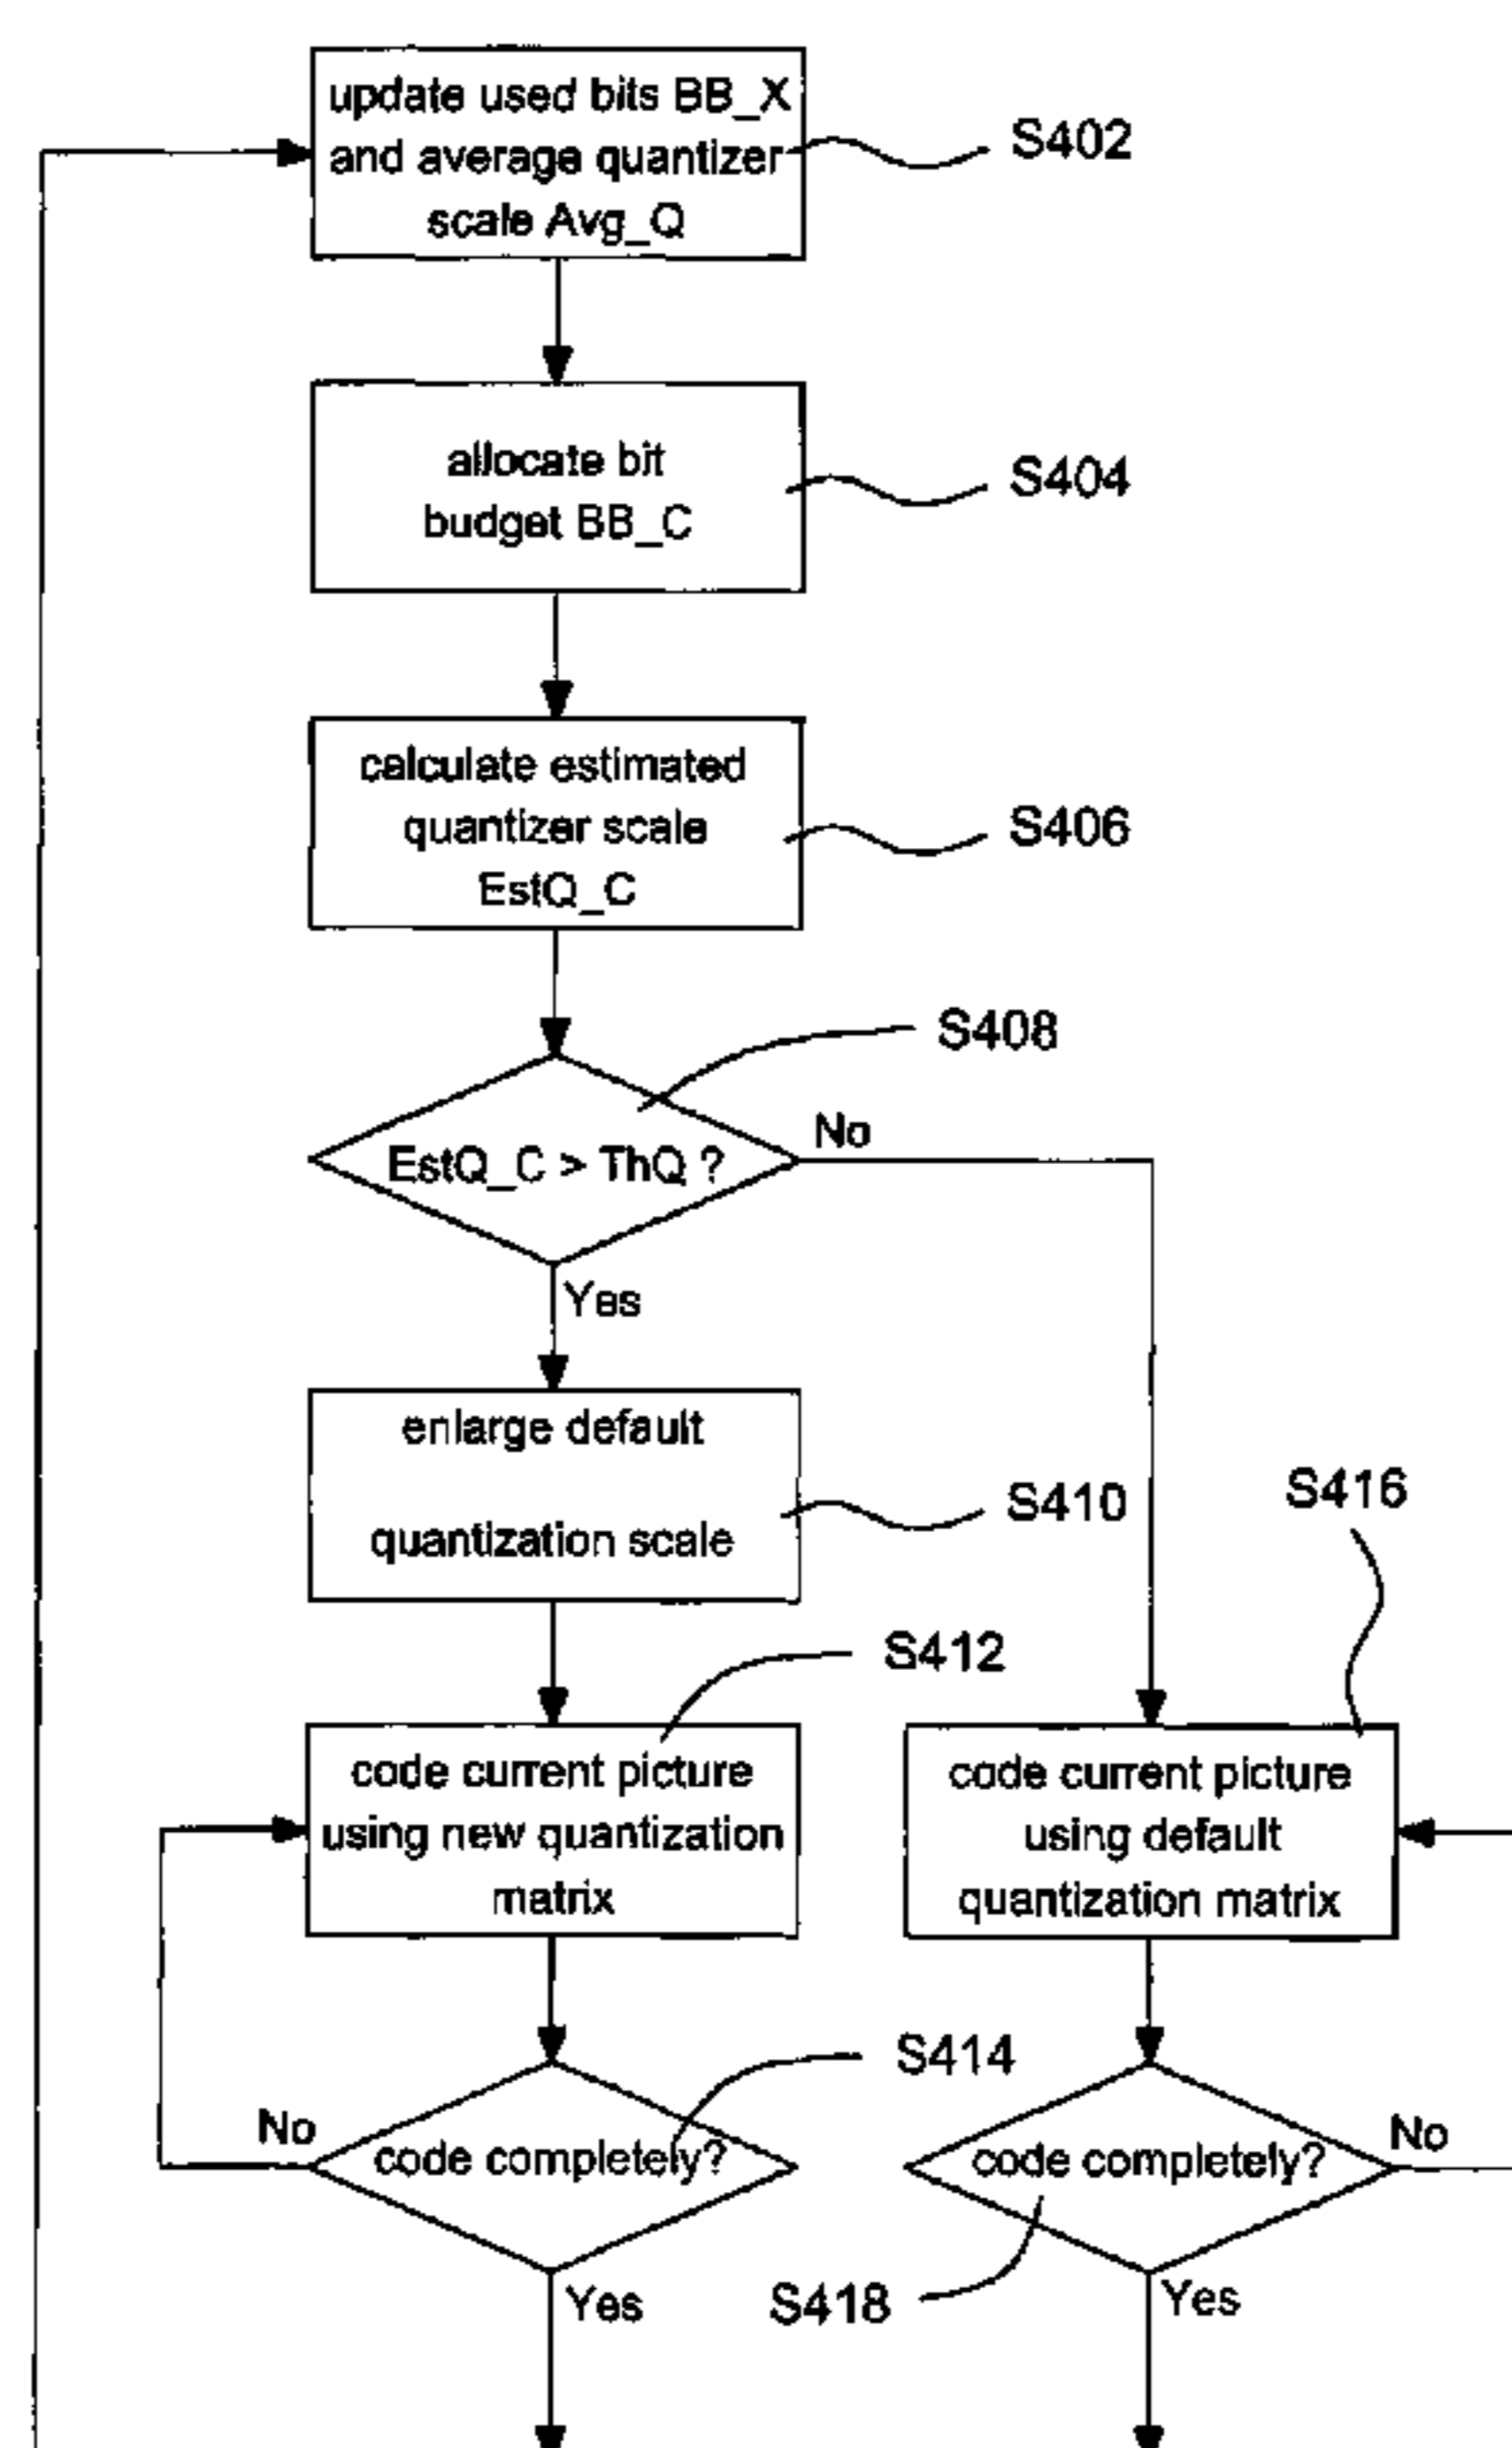 update used bits BB_X
and average quantizer
scale Avg_Q
S402
allocate bit
budget BB_C
S404
calculate estimated
quantizer scale
EstQ_C
S406
S408
EstQ_C > ThQ ?
No
Yes
enlarge default
quantization scale
S410
S416
S412
code current picture
using new quantization
matrix
code current picture
using default
quantization matrix
S414
No
code completely?
code completely?
No
Yes
S418
Yes